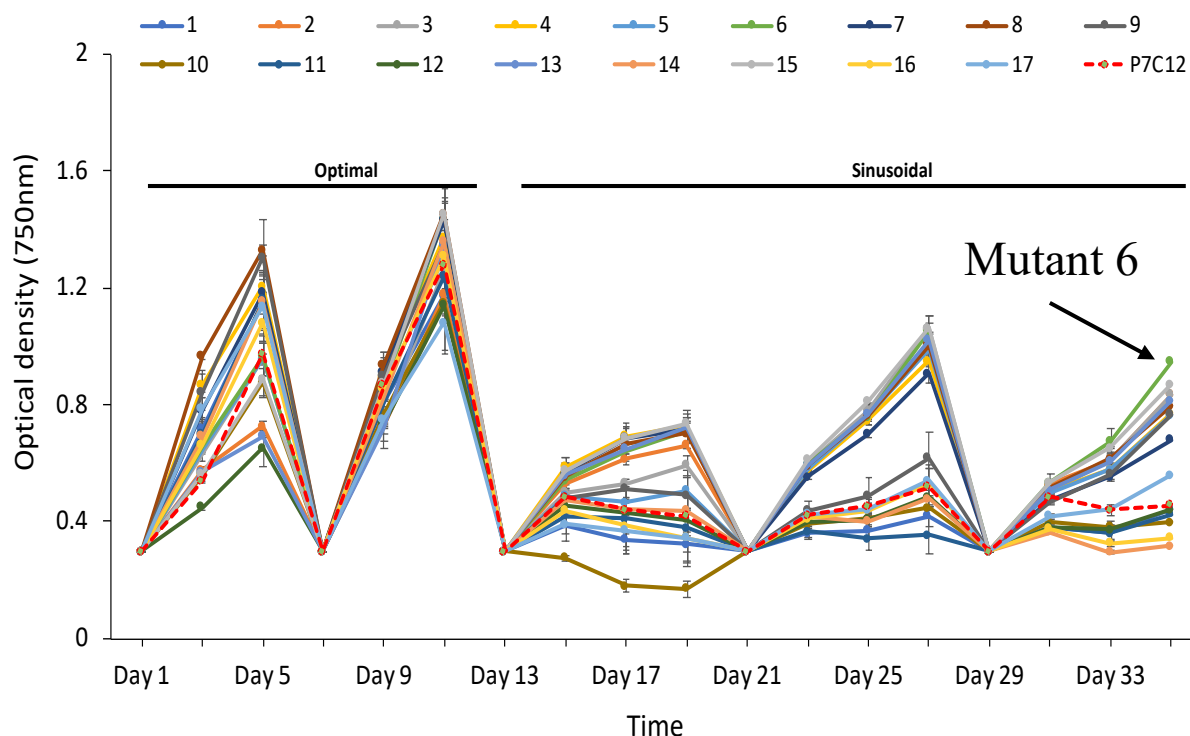 1 2 3 4 5 6 7 8 9
10 11 12 13 14 15 16 17 P7C12
2
1.6
1.2
0.8
0.4
0
Optical density (750nm)
Optimal
Sinusoidal
Mutant 6
Day 1 Day 5 Day 9 Day 13 Day 17 Day 21 Day 25 Day 29 Day 33
Time